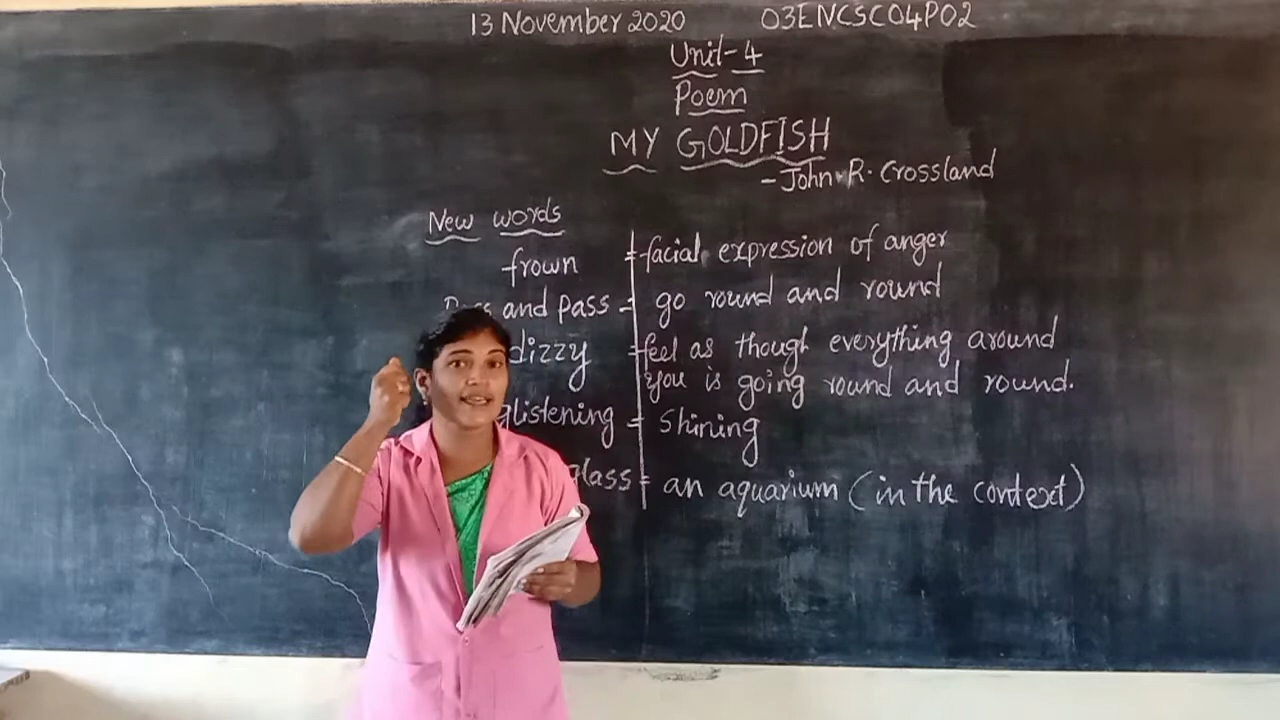 13 November 2020 03ENCSC04P02
Unit-4
Poem
MY GOLDFISH
- John. R. Crossland
New words
frown = facial expression of anger
and pass = go round and round
dizzy = feel as though everything around
you is going round and round.
glistening = Shining
glass = an aquarium (in the context)